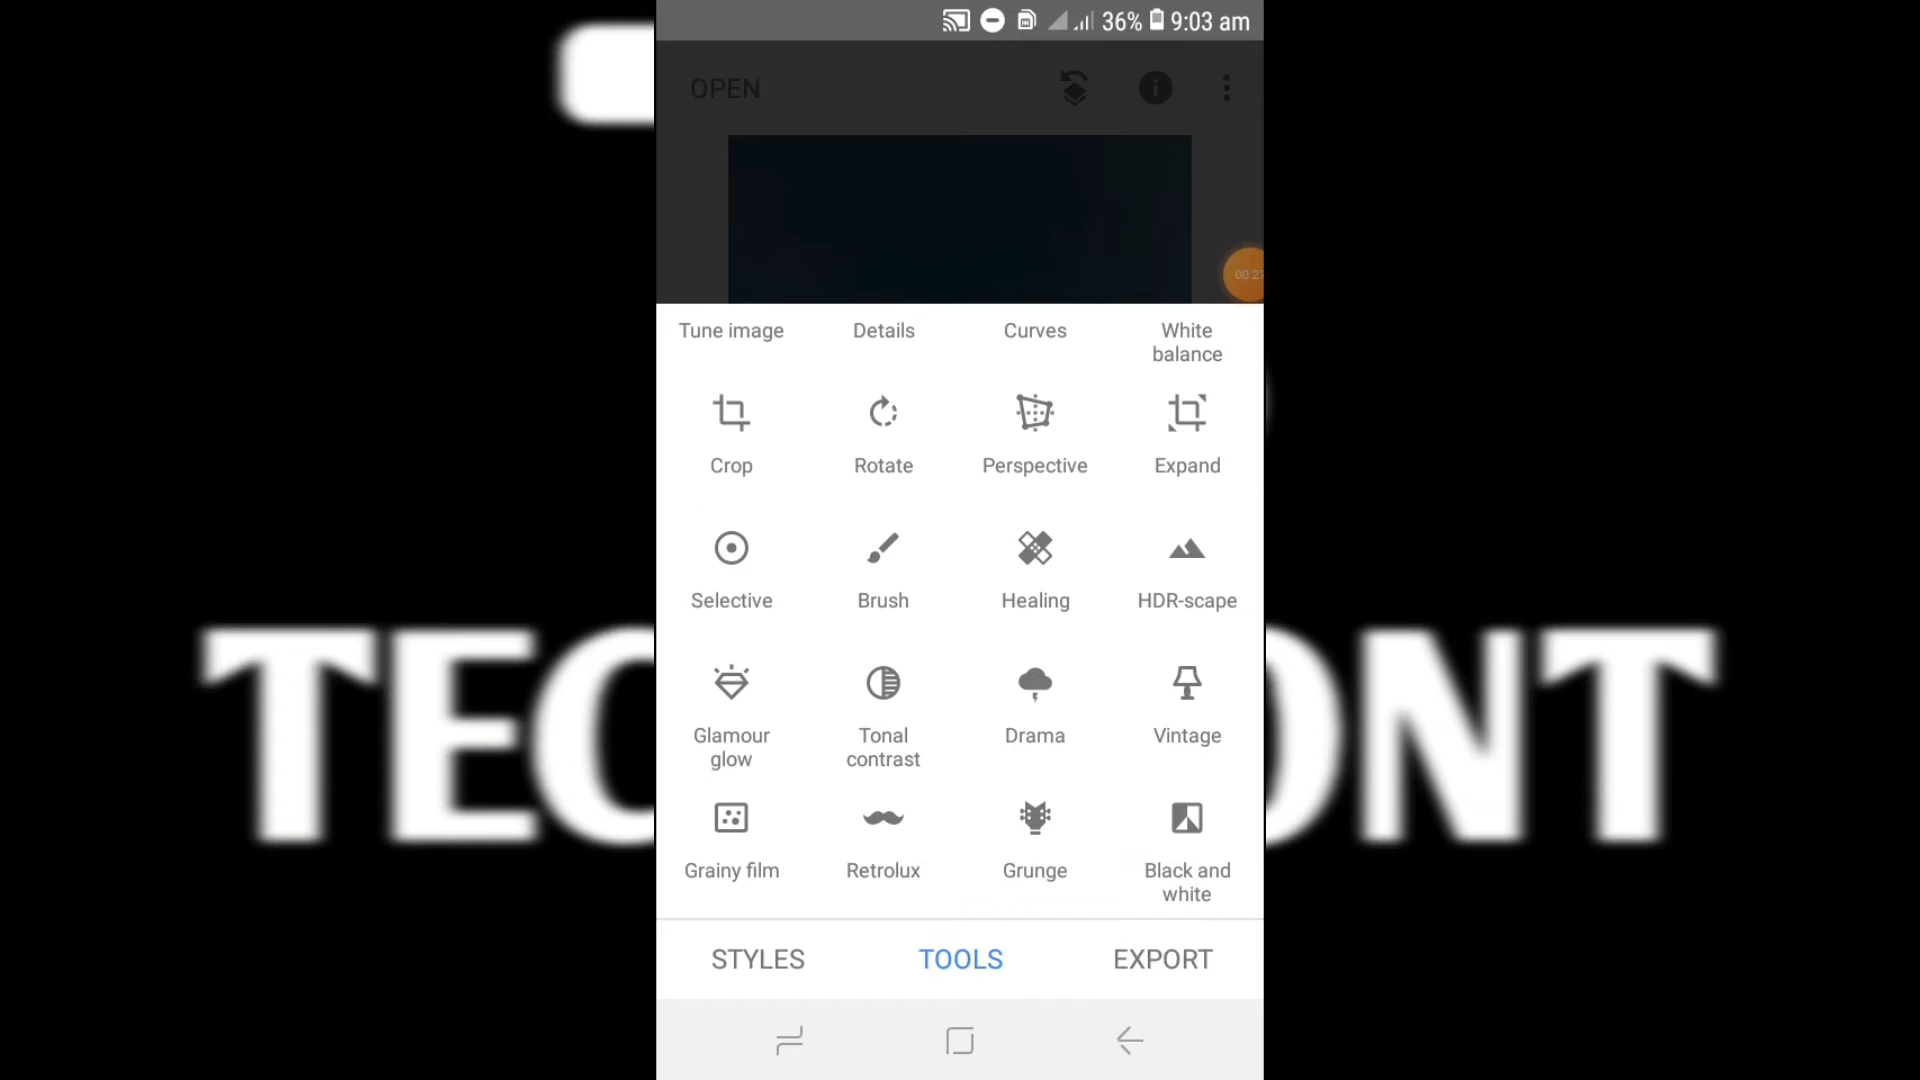 36% 9:03 am
OPEN
Tune image Details Curves White balance
Crop Rotate Perspective Expand
Selective Brush Healing HDR-scape
Glamour glow Tonal contrast Drama Vintage
Grainy film Retrolux Grunge Black and white
STYLES TOOLS EXPORT
TEC
ONT